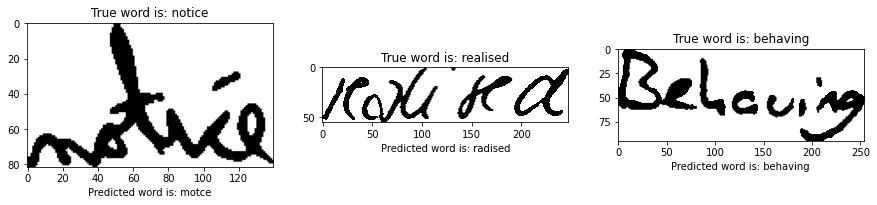 True word is: notice
0
20
40
60
80
notice
0 20 40 60 80 100 120
Predicted word is: motce
True word is: realised
0
50
realised
0 50 100 150 200
Predicted word is: radised
True word is: behaving
0
25
50
75
Behaving
0 50 100 150 200 250
Predicted word is: behaving